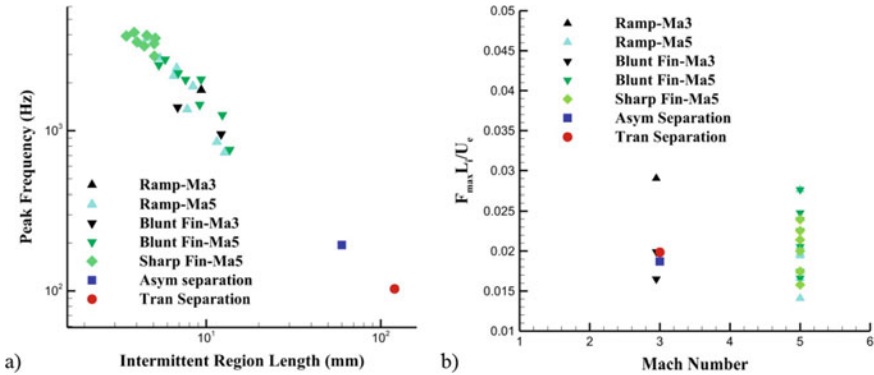 a)
Peak Frequency (Hz)
10³
10²
Ramp-Ma3
Ramp-Ma5
Blunt Fin-Ma3
Blunt Fin-Ma5
Sharp Fin-Ma5
Asym separation
Tran Separation
10¹
10²
Intermittent Region Length (mm)
b)
FmaxLi/Ue
0.05
0.045
0.04
0.035
0.03
0.025
0.02
0.015
0.01
Ramp-Ma3
Ramp-Ma5
Blunt Fin-Ma3
Blunt Fin-Ma5
Sharp Fin-Ma5
Asym Separation
Tran Separation
1 2 3 4 5 6
Mach Number